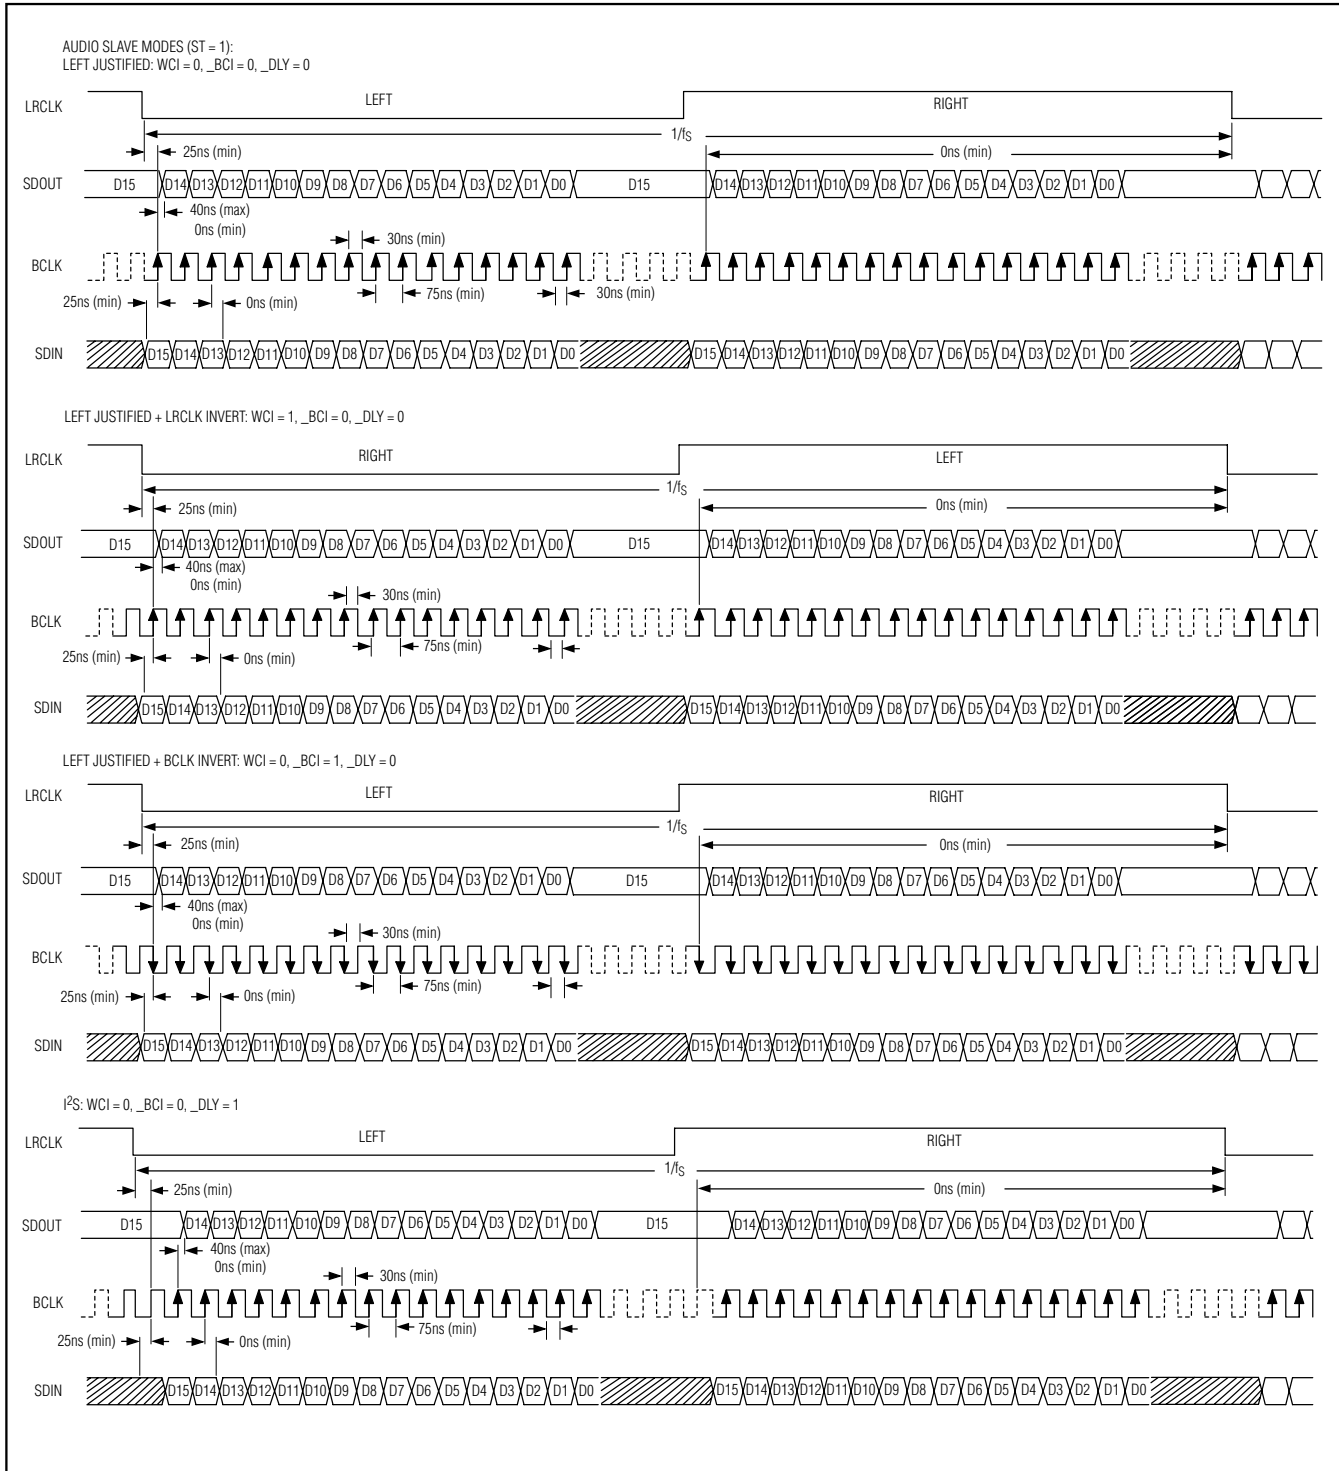 AUDIO SLAVE MODES (ST = 1):
LEFT JUSTIFIED: WCI = 0, _BCI = 0, _DLY = 0
LRCLK LEFT RIGHT
1/fS
25ns (min) 0ns (min)
SDOUT D15 D14 D13 D12 D11 D10 D9 D8 D7 D6 D5 D4 D3 D2 D1 D0 D15 D14 D13 D12 D11 D10 D9 D8 D7 D6 D5 D4 D3 D2 D1 D0
40ns (max)
0ns (min) 30ns (min)
BCLK
25ns (min) 0ns (min) 75ns (min) 30ns (min)
SDIN D15 D14 D13 D12 D11 D10 D9 D8 D7 D6 D5 D4 D3 D2 D1 D0 D15 D14 D13 D12 D11 D10 D9 D8 D7 D6 D5 D4 D3 D2 D1 D0
LEFT JUSTIFIED + LRCLK INVERT: WCI = 1, _BCI = 0, _DLY = 0
LRCLK RIGHT LEFT
1/fS
25ns (min) 0ns (min)
SDOUT D15 D14 D13 D12 D11 D10 D9 D8 D7 D6 D5 D4 D3 D2 D1 D0 D15 D14 D13 D12 D11 D10 D9 D8 D7 D6 D5 D4 D3 D2 D1 D0
40ns (max)
0ns (min) 30ns (min)
BCLK
25ns (min) 0ns (min) 75ns (min)
SDIN D15 D14 D13 D12 D11 D10 D9 D8 D7 D6 D5 D4 D3 D2 D1 D0 D15 D14 D13 D12 D11 D10 D9 D8 D7 D6 D5 D4 D3 D2 D1 D0
LEFT JUSTIFIED + BCLK INVERT: WCI = 0, _BCI = 1, _DLY = 0
LRCLK LEFT RIGHT
1/fS
25ns (min) 0ns (min)
SDOUT D15 D14 D13 D12 D11 D10 D9 D8 D7 D6 D5 D4 D3 D2 D1 D0 D15 D14 D13 D12 D11 D10 D9 D8 D7 D6 D5 D4 D3 D2 D1 D0
40ns (max)
0ns (min) 30ns (min)
BCLK
25ns (min) 0ns (min) 75ns (min)
SDIN D15 D14 D13 D12 D11 D10 D9 D8 D7 D6 D5 D4 D3 D2 D1 D0 D15 D14 D13 D12 D11 D10 D9 D8 D7 D6 D5 D4 D3 D2 D1 D0
I²S: WCI = 0, _BCI = 0, _DLY = 1
LRCLK LEFT RIGHT
1/fS
25ns (min) 0ns (min)
SDOUT D15 D14 D13 D12 D11 D10 D9 D8 D7 D6 D5 D4 D3 D2 D1 D0 D15 D14 D13 D12 D11 D10 D9 D8 D7 D6 D5 D4 D3 D2 D1 D0
40ns (max)
0ns (min) 30ns (min)
BCLK
25ns (min) 0ns (min) 75ns (min)
SDIN D15 D14 D13 D12 D11 D10 D9 D8 D7 D6 D5 D4 D3 D2 D1 D0 D15 D14 D13 D12 D11 D10 D9 D8 D7 D6 D5 D4 D3 D2 D1 D0